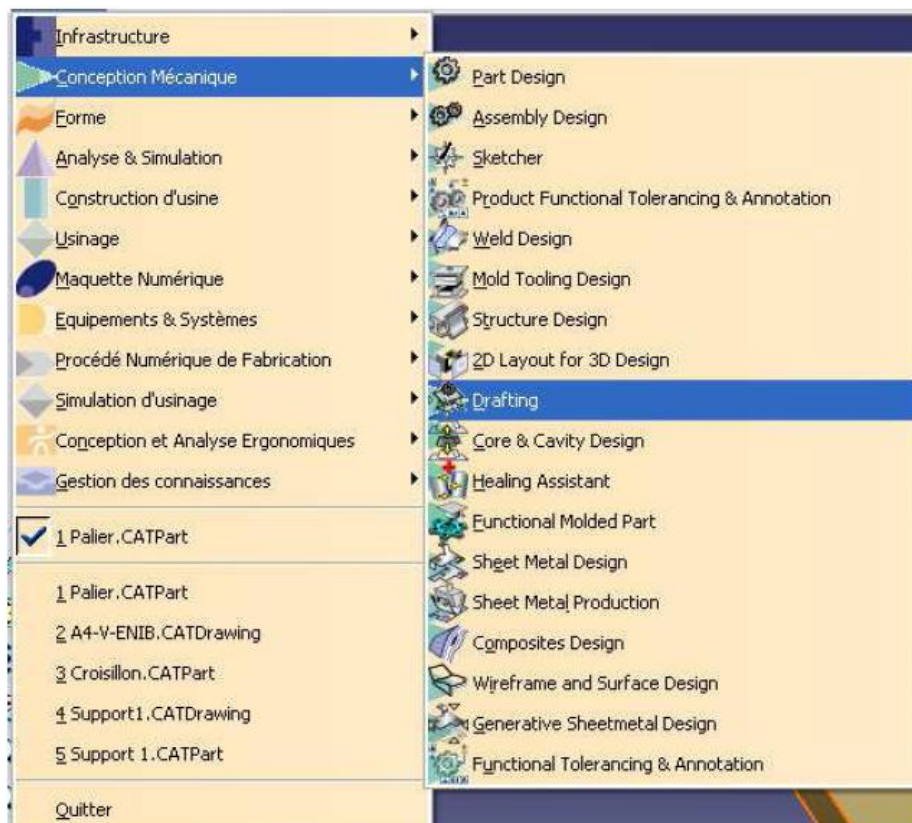 Infrastructure
Conception Mécanique
Forme
Analyse & Simulation
Construction d'usine
Usinage
Maquette Numérique
Equipements & Systèmes
Procédé Numérique de Fabrication
Simulation d'usinage
Conception et Analyse Ergonomiques
Gestion des connaissances
1 Palier.CATPart
1 Palier.CATPart
2 A4-V-ENIB.CATDrawing
3 Croisillon.CATPart
4 Support1.CATDrawing
5 Support 1.CATPart
Quitter
Part Design
Assembly Design
Sketcher
Product Functional Tolerancing & Annotation
Weld Design
Mold Tooling Design
Structure Design
2D Layout for 3D Design
Drafting
Core & Cavity Design
Healing Assistant
Functional Molded Part
Sheet Metal Design
Sheet Metal Production
Composites Design
Wireframe and Surface Design
Generative Sheetmetal Design
Functional Tolerancing & Annotation